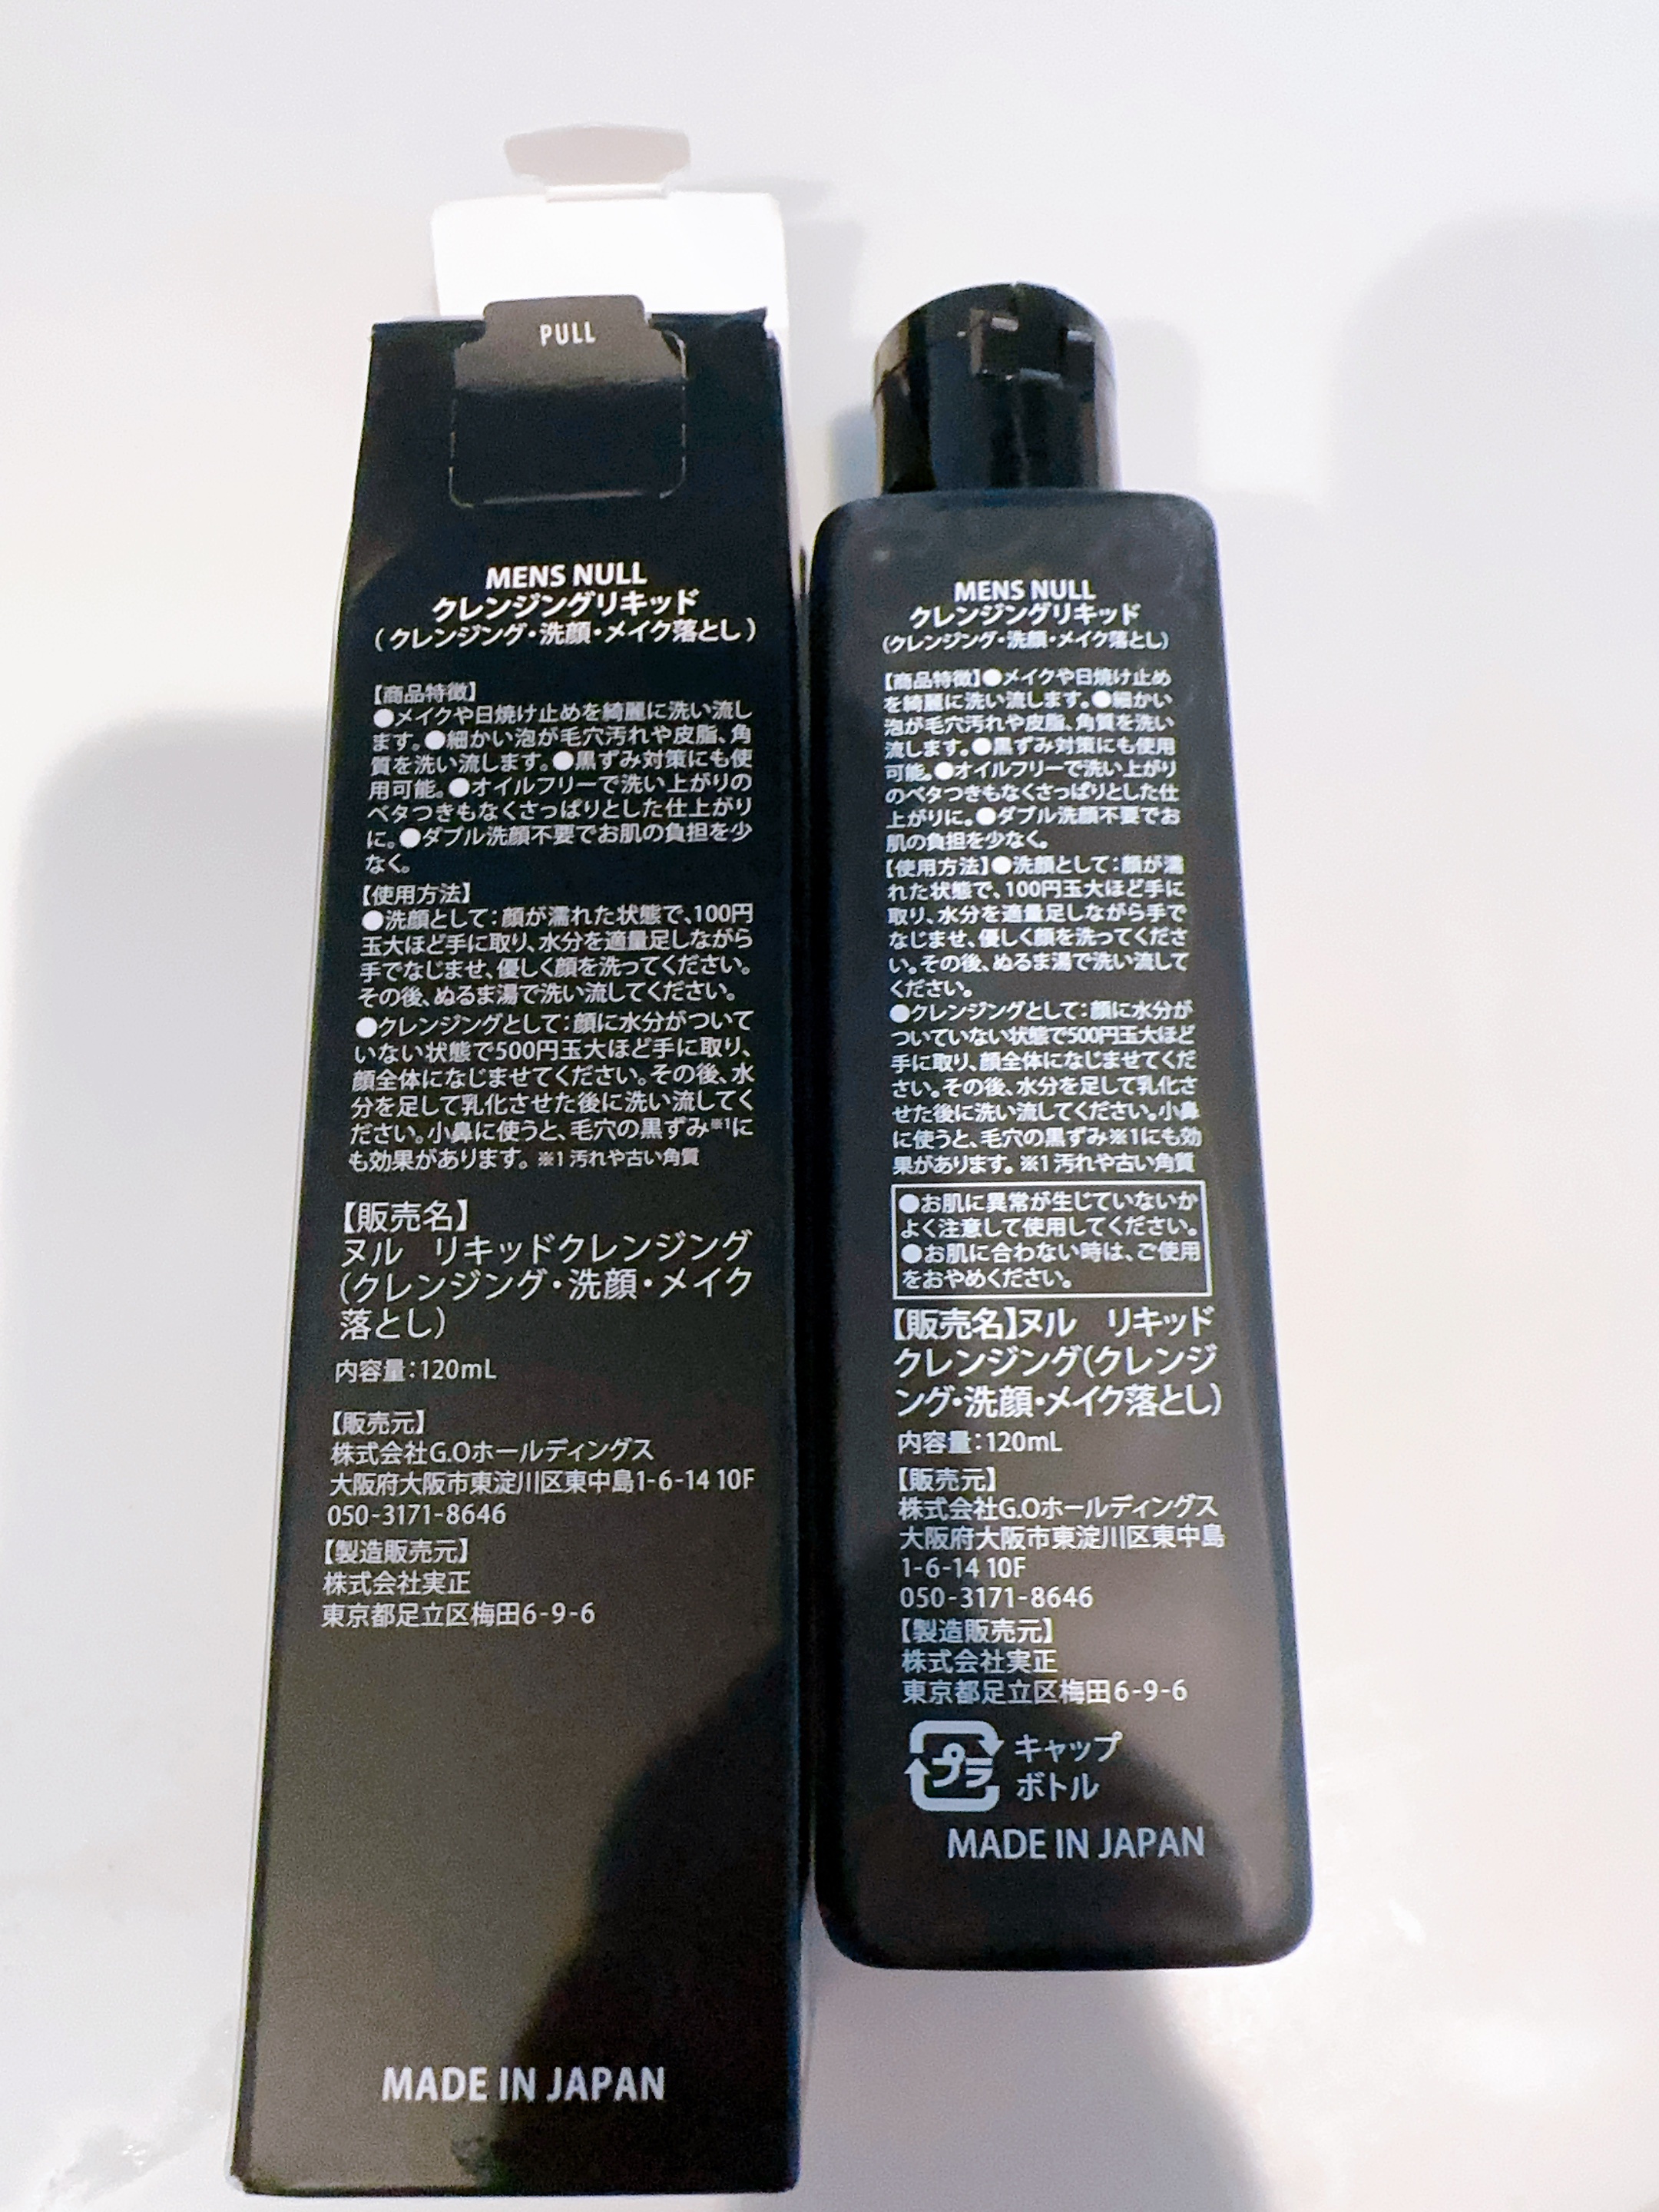 PULL
MENS NULL
クレンジングリキッド
(クレンジング・洗顔・メイク落とし)
【商品特徴】
●メイクや日焼け止めを綺麗に洗い流し
ます。●細かい泡が毛穴汚れや皮脂、角
質を洗い流します。●黒ずみ対策にも使
用可能。●オイルフリーで洗い上がりの
ベタつきもなくさっぱりとした仕上がり
に。●ダブル洗顔不要でお肌の負担を少
なく。
【使用方法】
●洗顔として：顔が濡れた状態で、100円
玉大ほど手に取り、水分を適量足しながら
手でなじませ、優しく顔を洗ってください。
その後、ぬるま湯で洗い流してください。
●クレンジングとして：顔に水分がついて
いない状態で500円玉大ほど手に取り、
顔全体になじませてください。その後、水
分を足して乳化させた後に洗い流してく
ださい。小鼻に使うと、毛穴の黒ずみ※1に
も効果があります。 ※1 汚れや古い角質
【販売名】
ヌル　リキッドクレンジング
(クレンジング・洗顔・メイク
落とし)
内容量：120mL
【販売元】
株式会社G.Oホールディングス
大阪府大阪市東淀川区東中島1-6-14 10F
050-3171-8646
【製造販売元】
株式会社実正
東京都足立区梅田6-9-6
MADE IN JAPAN
MENS NULL
クレンジングリキッド
(クレンジング・洗顔・メイク落とし)
【商品特徴】●メイクや日焼け止め
を綺麗に洗い流します。●細かい
泡が毛穴汚れや皮脂、角質を洗い
流します。●黒ずみ対策にも使用
可能。●オイルフリーで洗い上がり
のベタつきもなくさっぱりとした仕
上がりに。●ダブル洗顔不要でお
肌の負担を少なく。
【使用方法】●洗顔として：顔が濡
れた状態で、100円玉大ほど手に
取り、水分を適量足しながら手で
なじませ、優しく顔を洗ってくださ
い。その後、ぬるま湯で洗い流して
ください。
●クレンジングとして：顔に水分が
ついていない状態で500円玉大ほど
手に取り、顔全体になじませてくだ
さい。その後、水分を足して乳化さ
せた後に洗い流してください。小鼻
に使うと、毛穴の黒ずみ※1にも効
果があります。※1 汚れや古い角質
●お肌に異常が生じていないか
よく注意して使用してください。
●お肌に合わない時は、ご使用
をおやめください。
【販売名】ヌル　リキッド
クレンジング(クレンジ
ング・洗顔・メイク落とし)
内容量：120mL
【販売元】
株式会社G.Oホールディングス
大阪府大阪市東淀川区東中島
1-6-14 10F
050-3171-8646
【製造販売元】
株式会社実正
東京都足立区梅田6-9-6
プラ キャップ
ボトル
MADE IN JAPAN